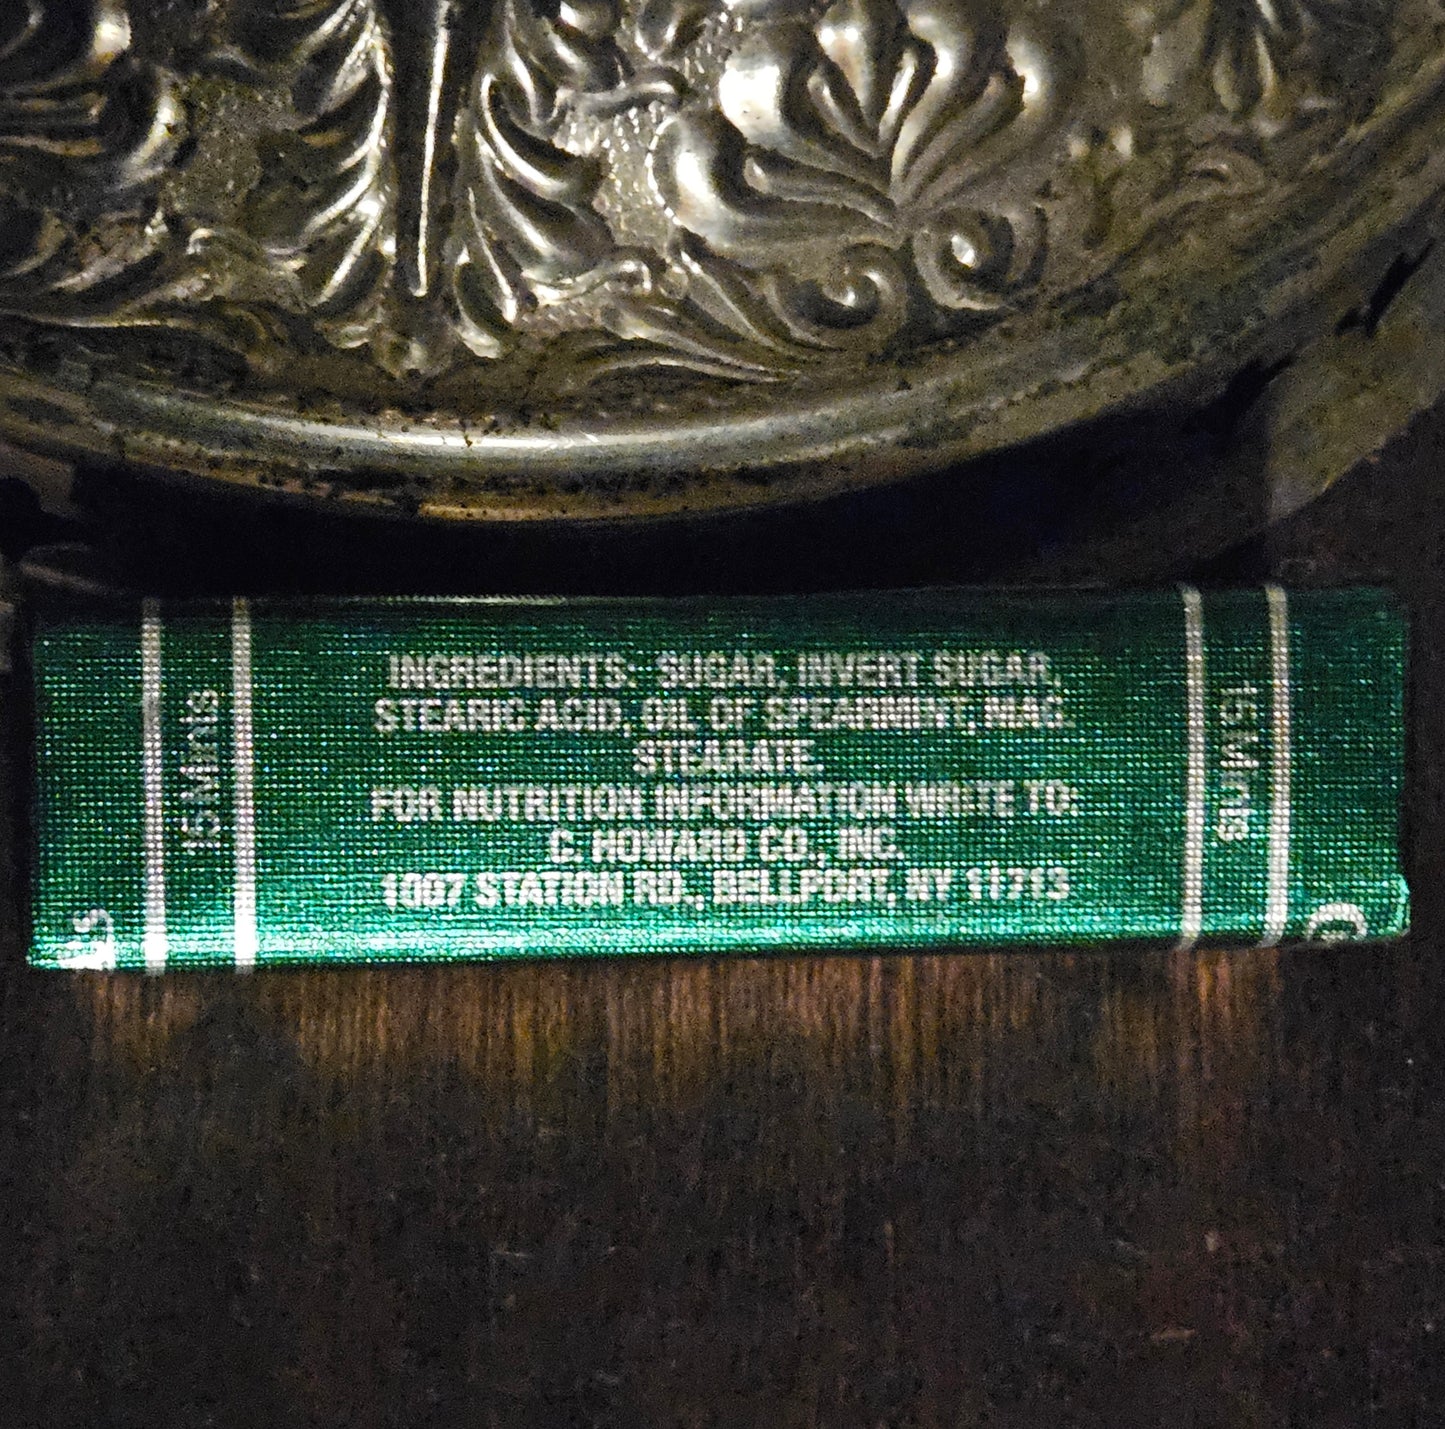 INGREDIENTS: SUGAR, INVERT SUGAR,
STEARIC ACID, OIL OF SPEARMINT, MAG.
STEARATE
FOR NUTRITION INFORMATION WRITE TO:
C. HOWARD CO., INC.
1007 STATION RD., BELLPORT, NY 11713
15 Mints
15 Mints